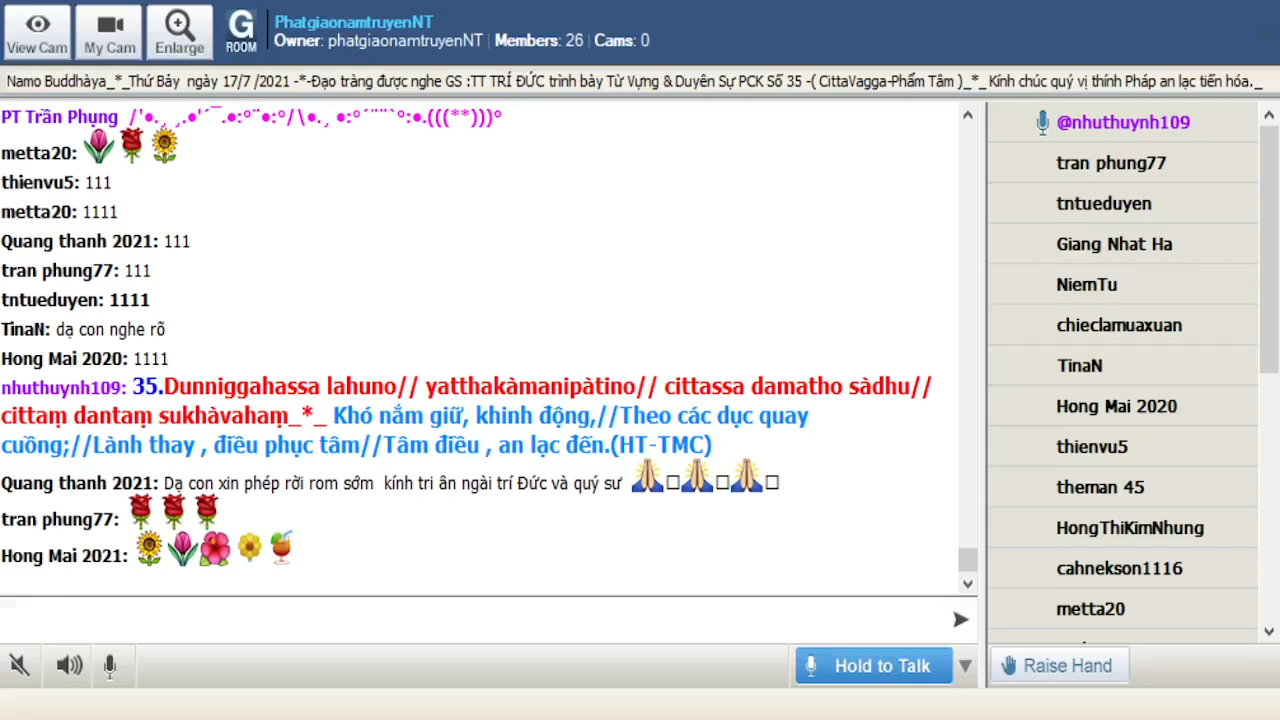 View Cam
My Cam
Enlarge
G
ROOM
PhatgiaonamtruyenNT
Owner: phatgiaonamtruyenNT | Members: 26 | Cams: 0
Namo Buddhàya_*_Thứ Bảy ngày 17/7 /2021 -*-Đạo tràng được nghe GS :TT TRÍ ĐỨC trình bày Từ Vựng & Duyên Sự PCK Số 35 -( CittaVagga-Phẩm Tâm )_*_ Kính chúc quý vị thính Pháp an lạc tiến hóa._
PT Trần Phụng /'•.¸ ¸.•'´¯.•:°¨•:°/\•.¸ •:°´¨¨`°:•.(((**)))°
metta20:
thienvu5: 111
metta20: 1111
Quang thanh 2021: 111
tran phung77: 111
tntueduyen: 1111
TinaN: dạ con nghe rõ
Hong Mai 2020: 1111
nhuthuynh109: 35.Dunniggahassa lahuno// yatthakàmanipàtino// cittassa damatho sàdhu//
cittaṃ dantaṃ sukhàvahaṃ_*_ Khó nắm giữ, khinh động,//Theo các dục quay
cuồng;//Lành thay , điều phục tâm//Tâm điều , an lạc đến.(HT-TMC)
Quang thanh 2021: Dạ con xin phép rời rom sớm kính tri ân ngài trí Đức và quý sư
tran phung77:
Hong Mai 2021:
@nhuthuynh109
tran phung77
tntueduyen
Giang Nhat Ha
NiemTu
chieclamuaxuan
TinaN
Hong Mai 2020
thienvu5
theman 45
HongThiKimNhung
cahnekson1116
metta20
Hold to Talk
Raise Hand